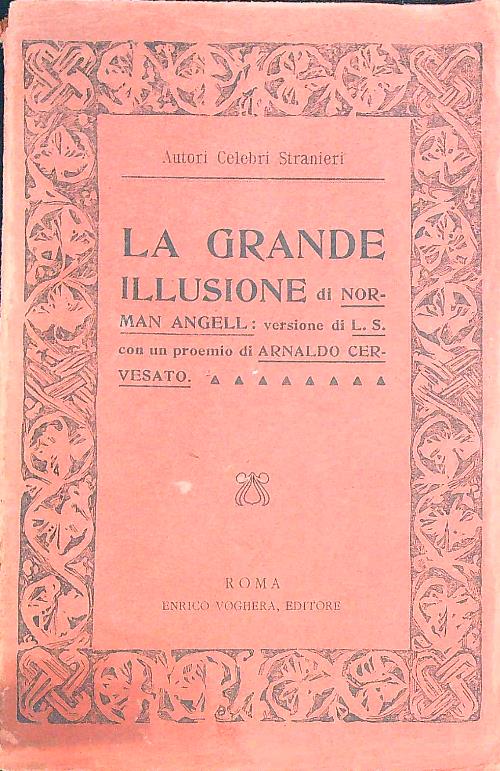 Autori Celebri Stranieri
LA GRANDE
ILLUSIONE di NOR-
MAN ANGELL: versione di L. S.
con un proemio di ARNALDO CER-
VESATO.
ROMA
ENRICO VOGHERA, EDITORE